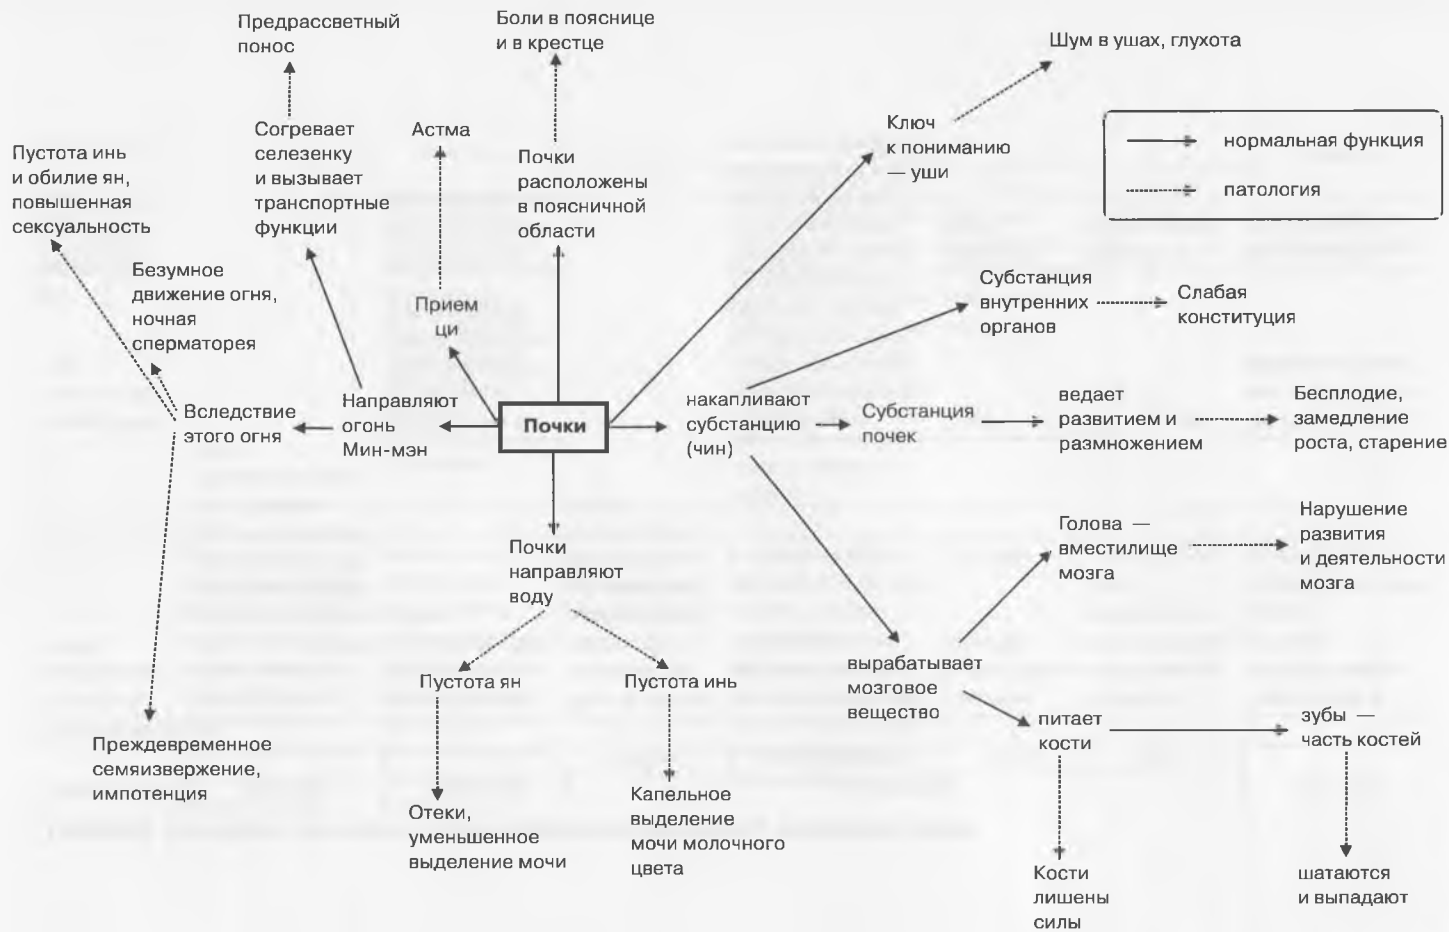 Предрассветный
понос
Боли в пояснице
и в крестце
Шум в ушах, глухота
нормальная функция
патология
Ключ
к пониманию
— уши
Астма
Согревает
селезенку
и вызывает
транспортные
функции
Почки
расположены
в поясничной
области
Пустота инь
и обилие ян,
повышенная
сексуальность
Безумное
движение огня,
ночная
сперматорея
Прием
ци
Субстанция
внутренних
органов
Слабая
конституция
Вследствие
этого огня
Направляют
огонь
Мин-мэн
Почки
накапливают
субстанцию
(чин)
Субстанция
почек
ведает
развитием и
размножением
Бесплодие,
замедление
роста, старение
Почки
направляют
воду
Голова —
вместилище
мозга
Нарушение
развития
и деятельности
мозга
Пустота ян
Пустота инь
вырабатывает
мозговое
вещество
питает
кости
зубы —
часть костей
Преждевременное
семяизвержение,
импотенция
Отеки,
уменьшенное
выделение мочи
Капельное
выделение
мочи молочного
цвета
Кости
лишены
силы
шатаются
и выпадают